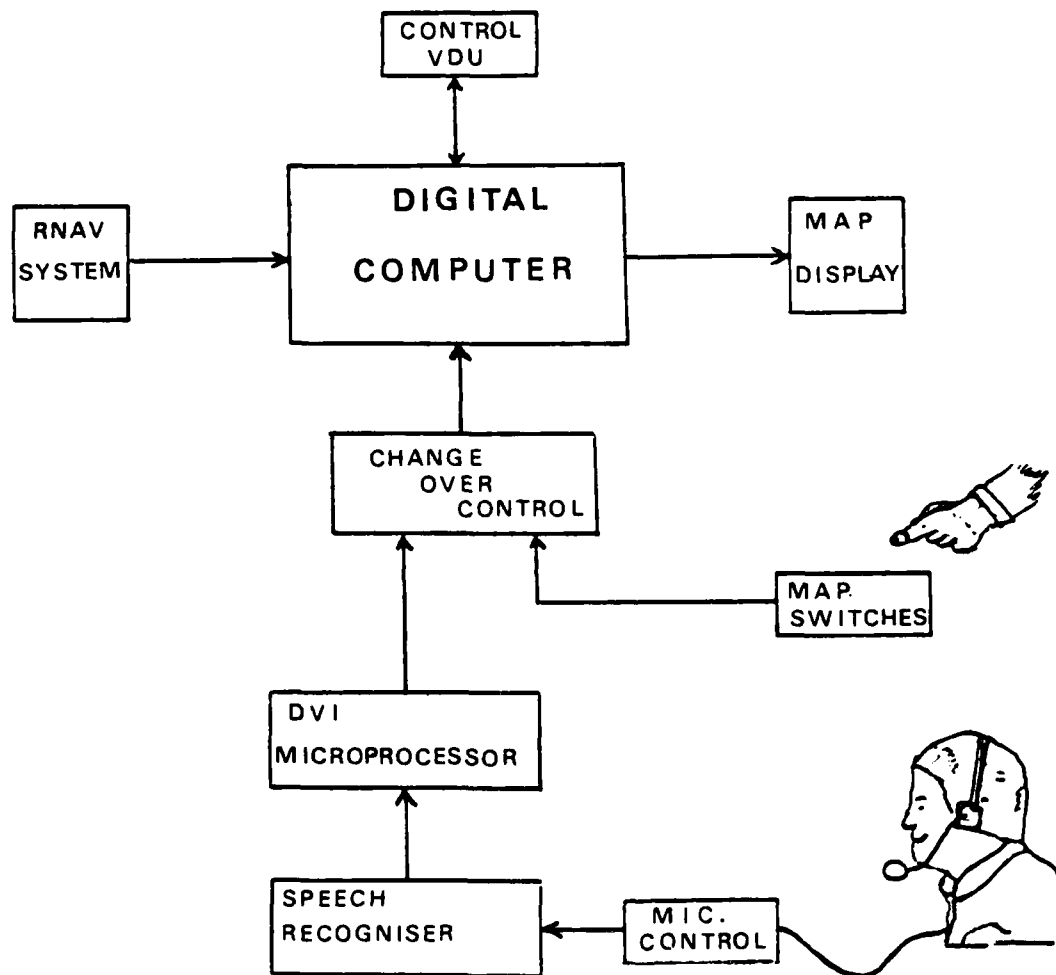 CONTROL
VDU
DIGITAL
COMPUTER
RNAV
SYSTEM
MAP
DISPLAY
CHANGE
OVER
CONTROL
MAP.
SWITCHES
DVI
MICROPROCESSOR
SPEECH
RECOGNISER
MIC.
CONTROL